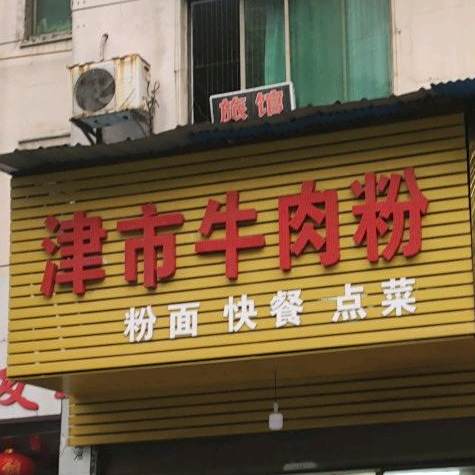 旅馆
津市牛肉粉
粉面 快餐 点菜